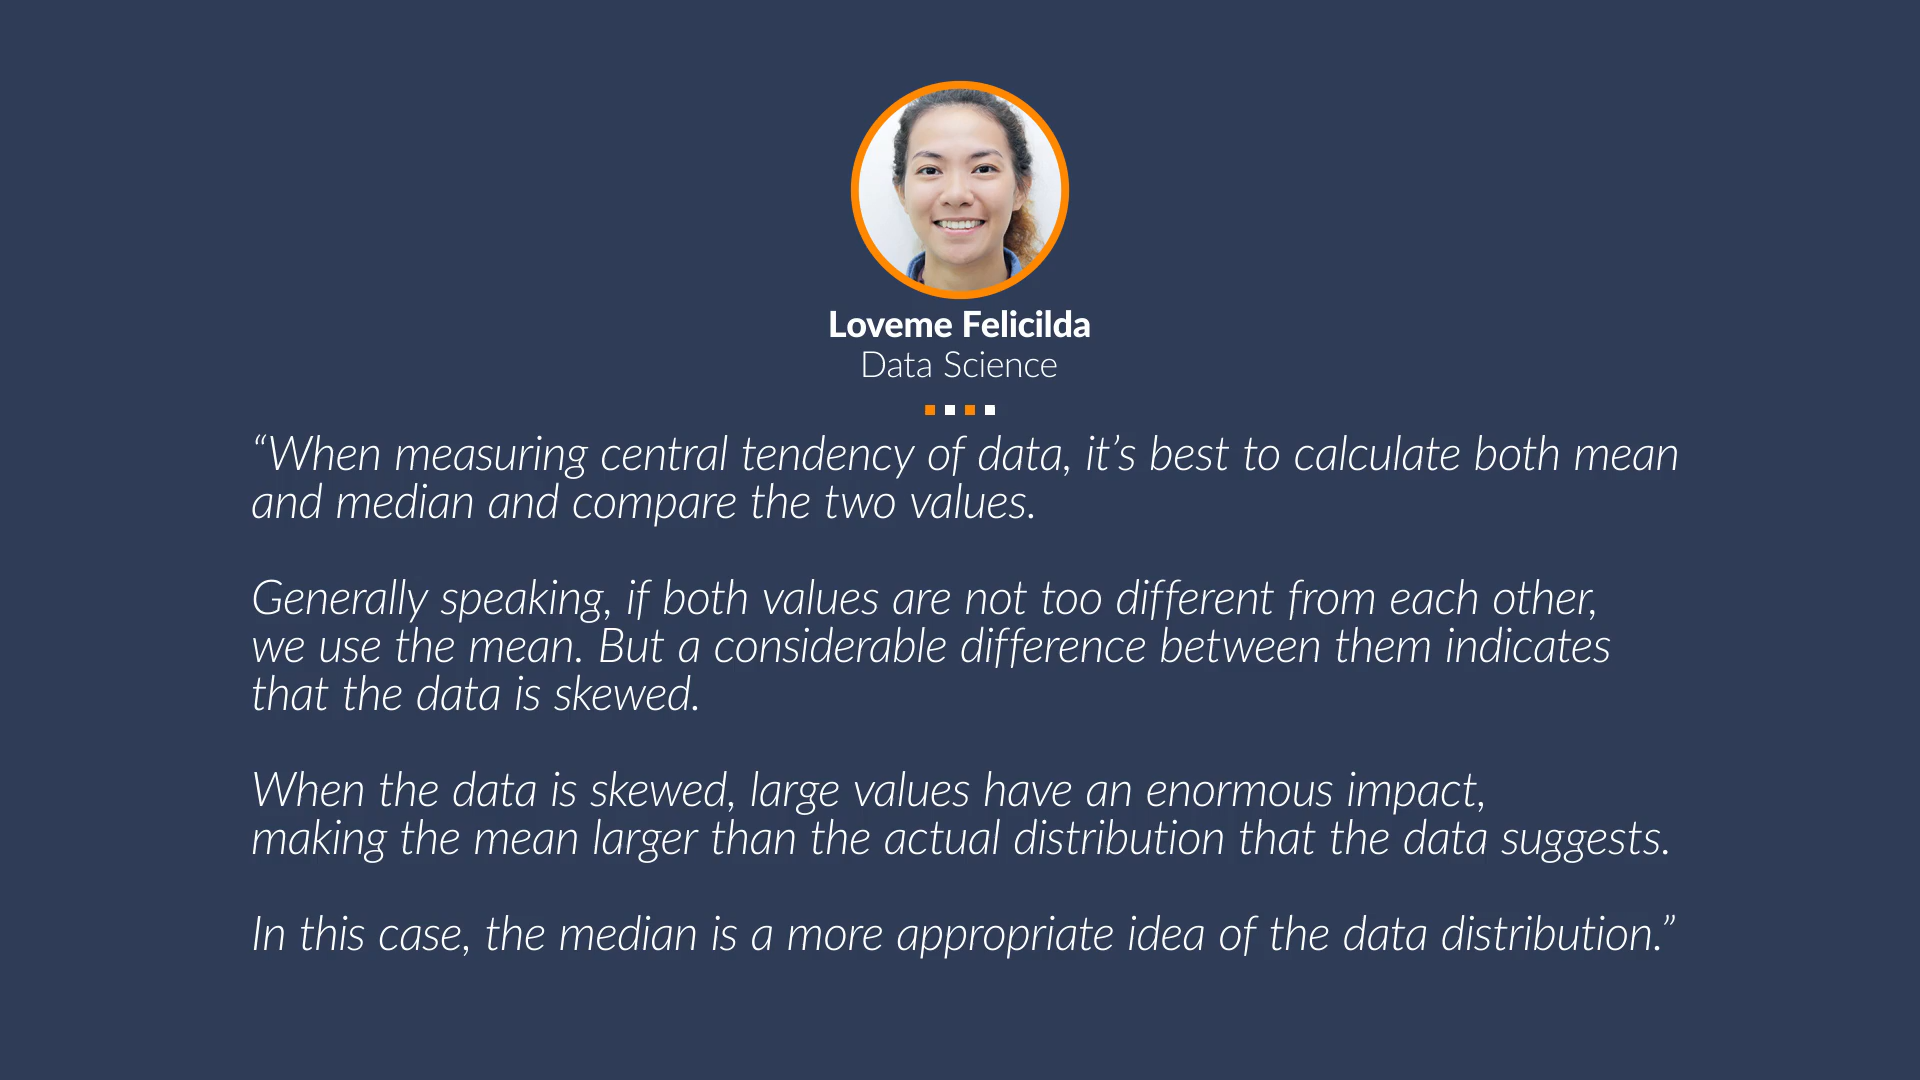 Loveme Felicilda
Data Science
“When measuring central tendency of data, it’s best to calculate both mean
and median and compare the two values.
Generally speaking, if both values are not too different from each other,
we use the mean. But a considerable difference between them indicates
that the data is skewed.
When the data is skewed, large values have an enormous impact,
making the mean larger than the actual distribution that the data suggests.
In this case, the median is a more appropriate idea of the data distribution.”